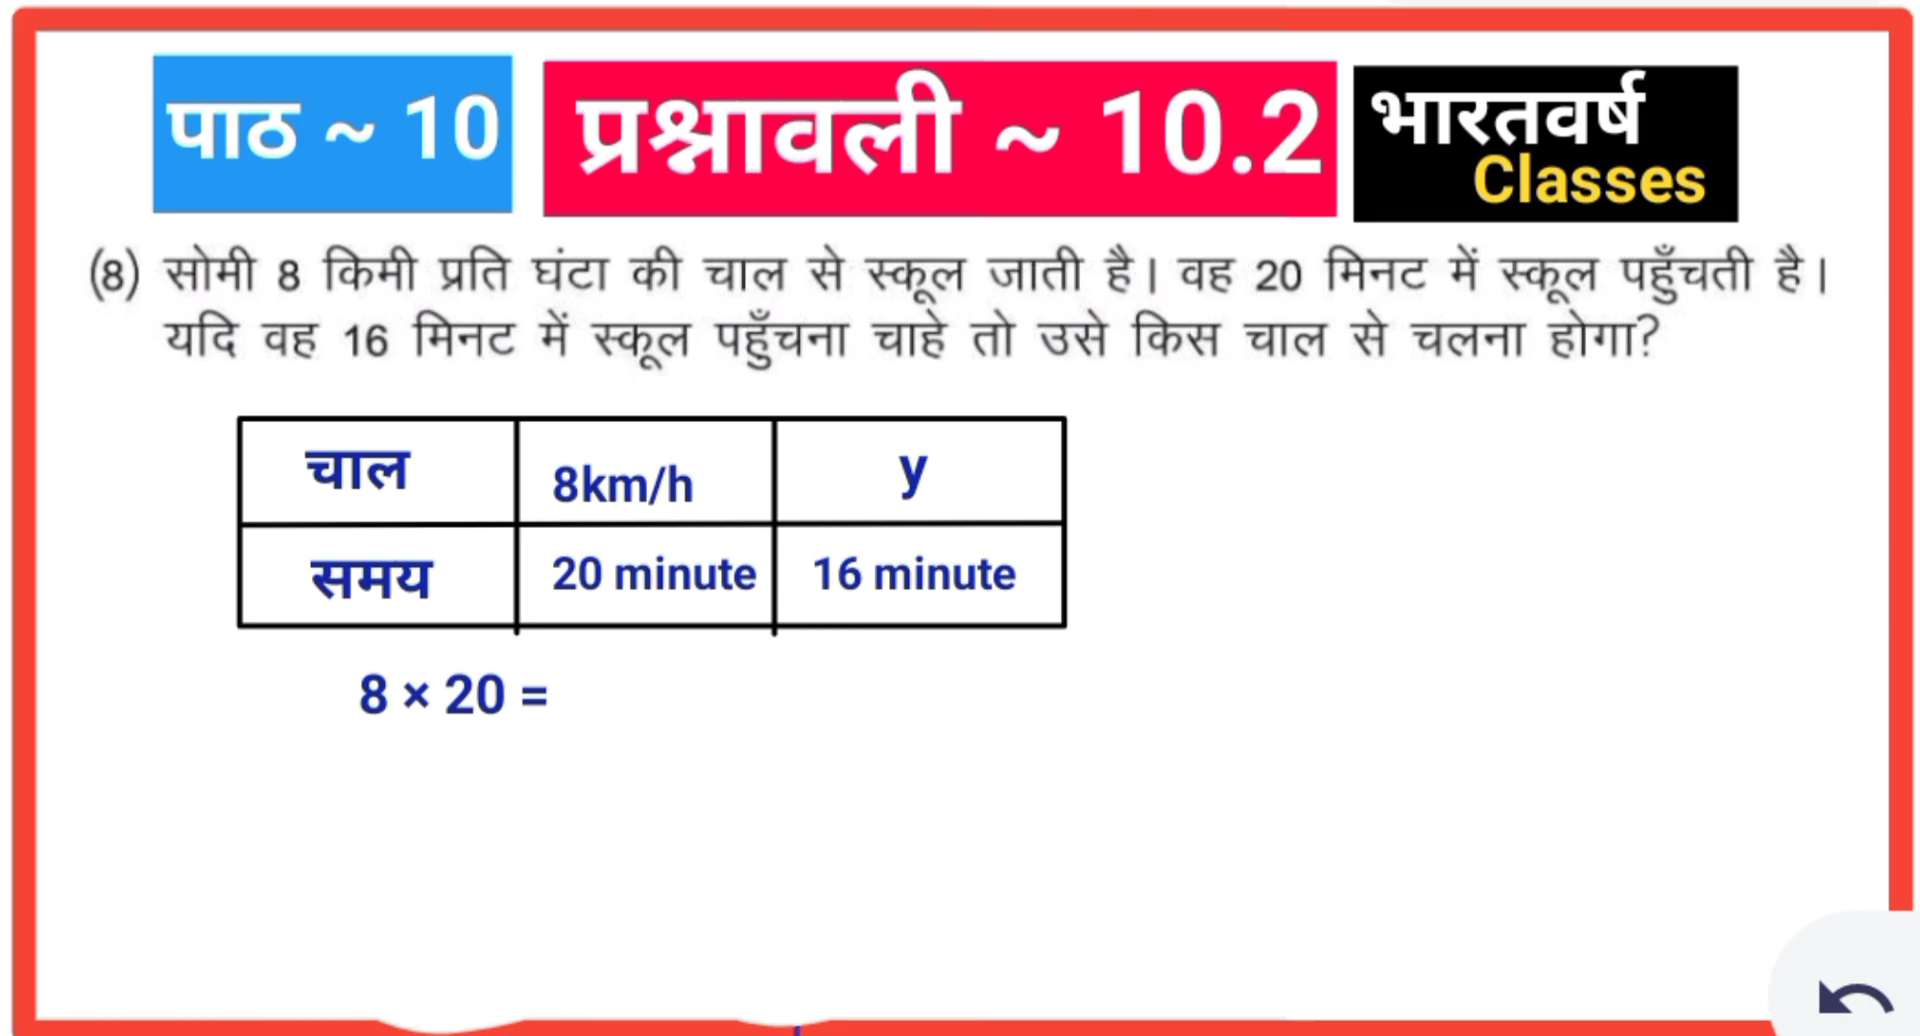 पाठ ~ 10
प्रश्नावली ~ 10.2
भारतवर्ष
Classes
(8) सोमी 8 किमी प्रति घंटा की चाल से स्कूल जाती है। वह 20 मिनट में स्कूल पहुँचती है।
यदि वह 16 मिनट में स्कूल पहुँचना चाहे तो उसे किस चाल से चलना होगा?
चाल 8km/h y
समय 20 minute 16 minute
8 × 20 =